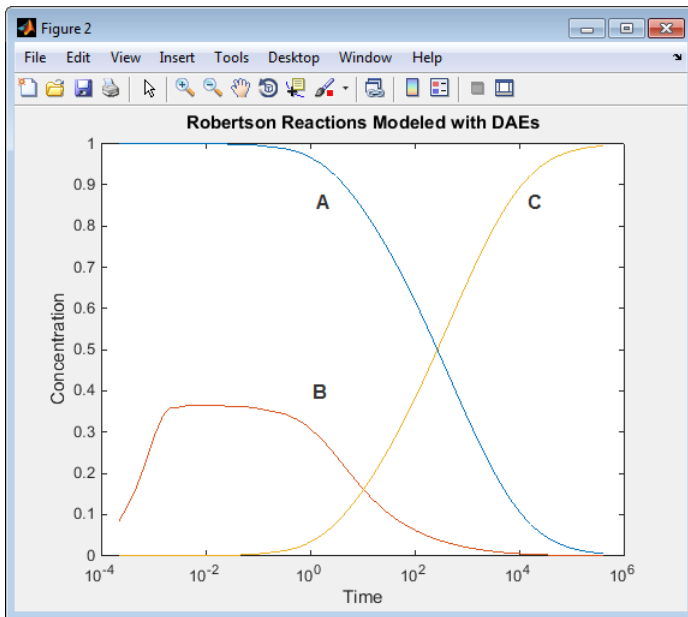 Figure 2
File Edit View Insert Tools Desktop Window Help
Robertson Reactions Modeled with DAEs
1
0.9
0.8
0.7
0.6
0.5
0.4
0.3
0.2
0.1
0
Concentration
A
B
C
10^-4 10^-2 10^0 10^2 10^4 10^6
Time